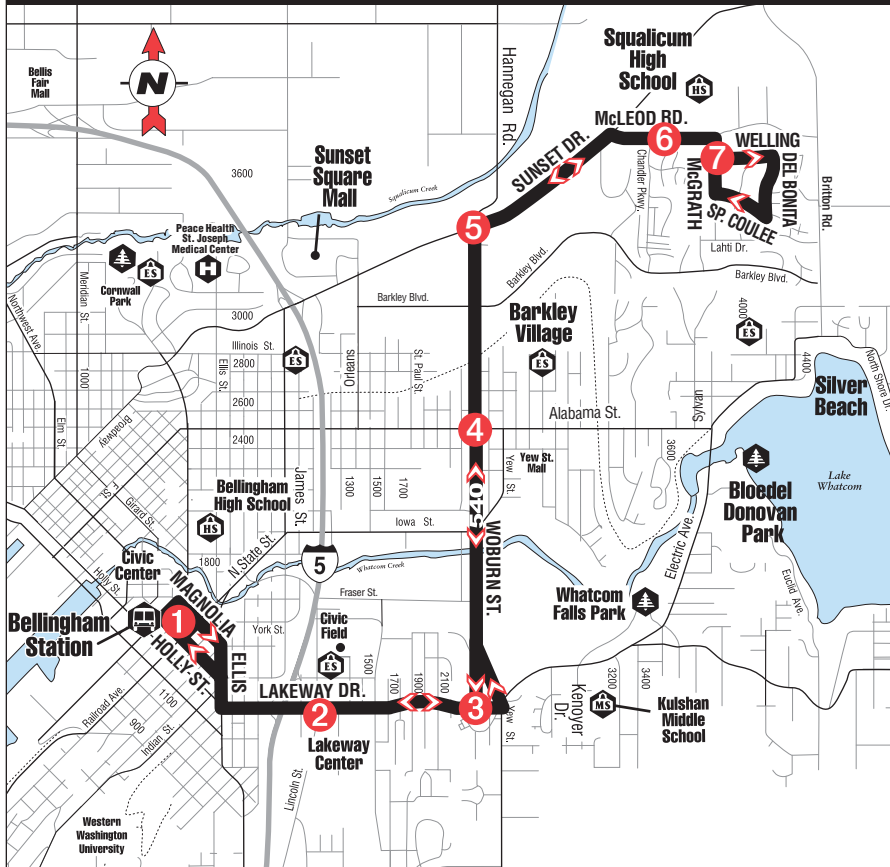 Squalicum
High
School
HS
Hannegan Rd.
Bellis
Fair
Mall
N
McLEOD RD.
6
7
WELLING
DEL BONITA
SUNSET DR.
Chandler Pkwy.
McGRATH
SP. COULEE
Britton Rd.
Lahti Dr.
3600
Sunset
Square
Mall
Squalicum Creek
5
Peace Health
St. Joseph
Medical Center
H
ES
Cornwall
Park
Meridian St.
Barkley Blvd.
Barkley Blvd.
Barkley Blvd.
Northwest Ave.
3000
Barkley
Village
ES
4000
ES
Illinois St.
2800
ES
Orleans
St. Paul St.
Ellis St.
1000
2600
2400
Elm St.
Broadway
Alabama St.
Sylvan
4400
North Shore Dr.
Silver
Beach
4
3600
Yew St.
Mall
Yew St.
Lake
Whatcom
Bloedel
Donovan
Park
James St.
1300
1500
1700
Bellingham
High School
HS
Girard St.
F St.
Iowa St.
525
540
WOBURN ST.
N. State St.
1800
5
Whatcom Creek
Electric Ave.
Euclid Ave.
Civic
Center
Holly St.
MAGNOLIA
1
Bellingham
Station
HOLLY ST.
Fraser St.
York St.
Civic
Field
ES
1500
Whatcom
Falls Park
ELLIS
LAKEWAY DR.
1700
1900
2100
2
3
Yew St.
Kenoyer
Dr.
3200
3400
MS
Kulshan
Middle
School
Lakeway
Center
Lincoln St.
Railroad Ave.
1100
900
Indian St.
Western
Washington
University